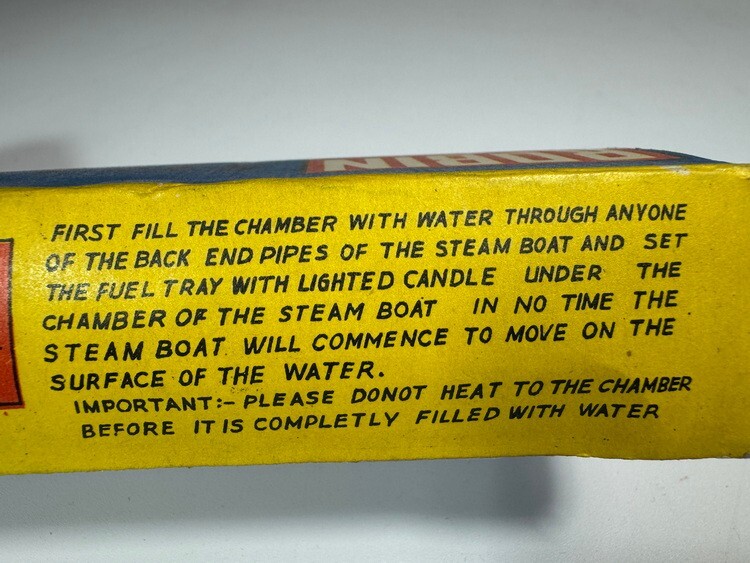 FIRST FILL THE CHAMBER WITH WATER THROUGH ANYONE
OF THE BACK END PIPES OF THE STEAM BOAT AND SET
THE FUEL TRAY WITH LIGHTED CANDLE UNDER THE
CHAMBER OF THE STEAM BOAT IN NO TIME THE
STEAM BOAT WILL COMMENCE TO MOVE ON THE
SURFACE OF THE WATER.
IMPORTANT:- PLEASE DONOT HEAT TO THE CHAMBER
BEFORE IT IS COMPLETLY FILLED WITH WATER